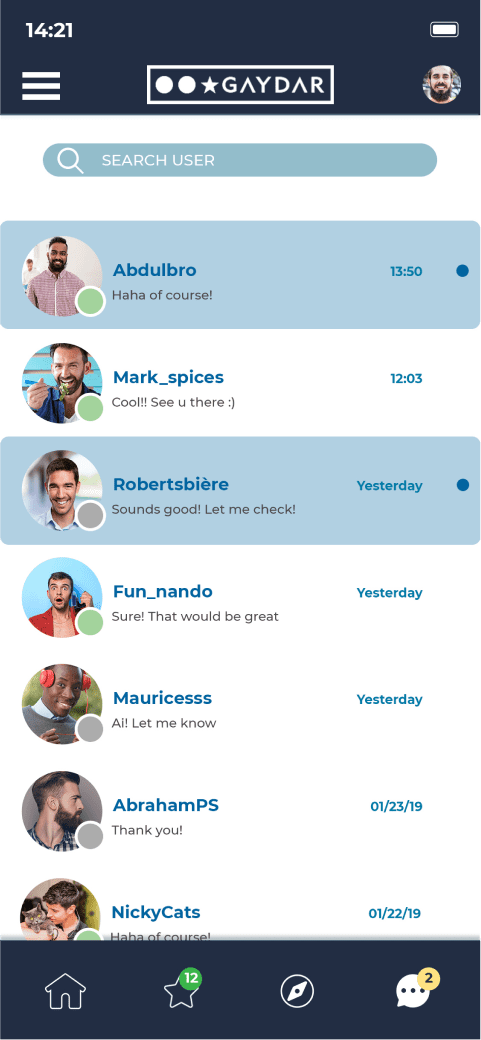 14:21
GAYDAR
SEARCH USER
Abdulbro 13:50
Haha of course!
Mark_spices 12:03
Cool!! See u there :)
Robertsbière Yesterday
Sounds good! Let me check!
Fun_nando Yesterday
Sure! That would be great
Mauricesss Yesterday
Ai! Let me know
AbrahamPS 01/23/19
Thank you!
NickyCats 01/22/19
Haha of course!
12 2